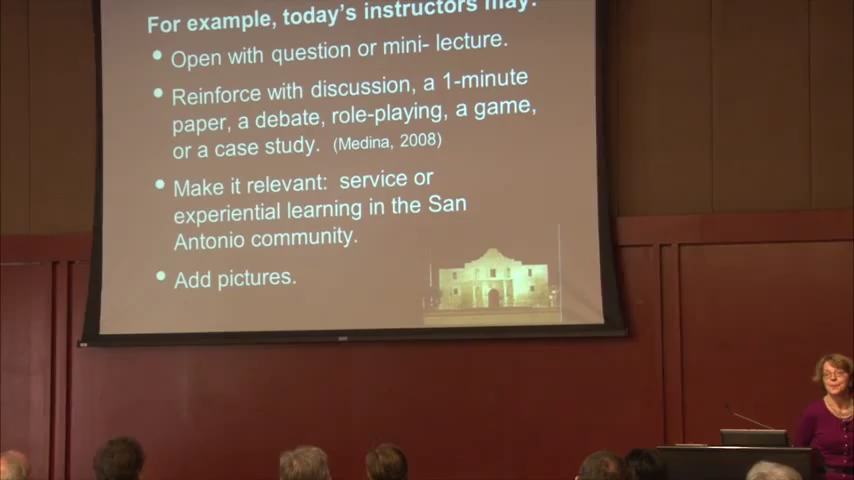 For example, today's instructors may:
Open with question or mini- lecture.
Reinforce with discussion, a 1-minute
paper, a debate, role-playing, a game,
or a case study. (Medina, 2008)
Make it relevant: service or
experiential learning in the San
Antonio community.
Add pictures.